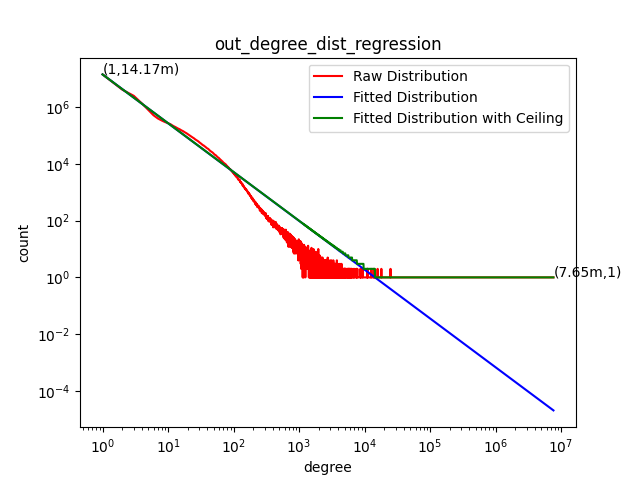 out_degree_dist_regression
(1,14.17m)
Raw Distribution
Fitted Distribution
Fitted Distribution with Ceiling
(7.65m,1)
count
10^6
10^4
10^2
10^0
10^-2
10^-4
10^0 10^1 10^2 10^3 10^4 10^5 10^6 10^7
degree